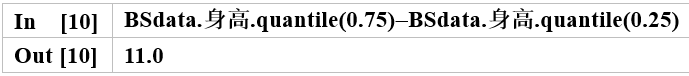 In [10] BSdata.身高.quantile(0.75)–BSdata.身高.quantile(0.25)
Out [10] 11.0